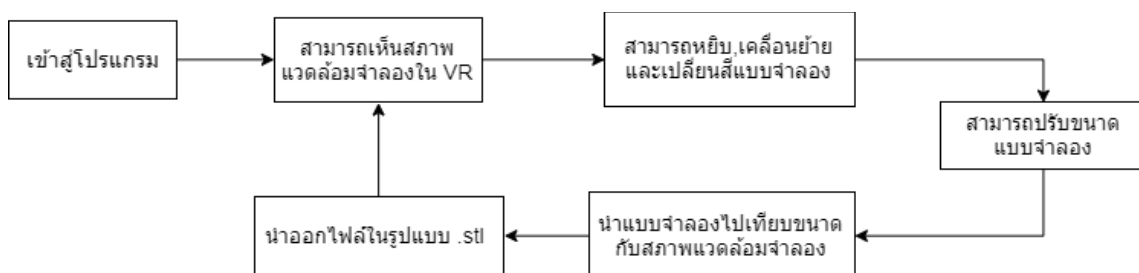 เข้าสู่โปรแกรม
สามารถเห็นสภาพ
แวดล้อมจำลองใน VR
สามารถหยิบ,เคลื่อนย้าย
และเปลี่ยนสีแบบจำลอง
สามารถปรับขนาด
แบบจำลอง
นำแบบจำลองไปเทียบขนาด
กับสภาพแวดล้อมจำลอง
นำออกไฟล์ในรูปแบบ .stl